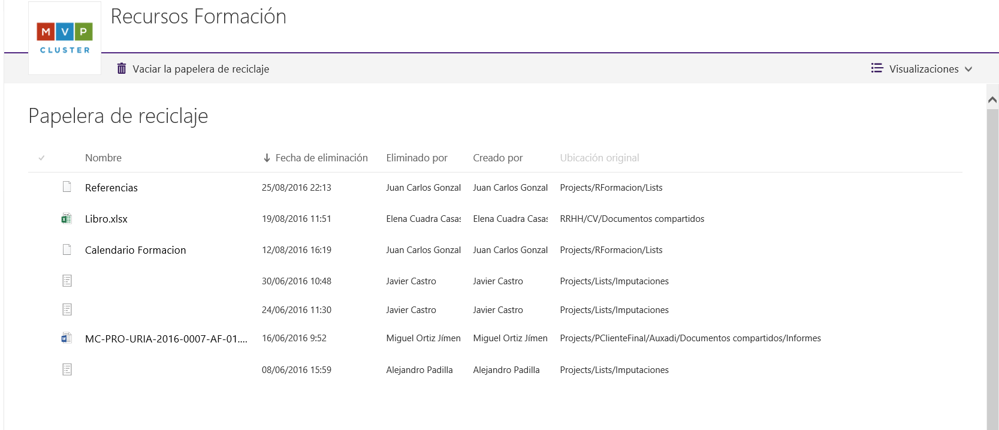 Recursos Formación
M V P
CLUSTER
Vaciar la papelera de reciclaje Visualizaciones
Papelera de reciclaje
Nombre Fecha de eliminación Eliminado por Creado por Ubicación original
Referencias 25/08/2016 22:13 Juan Carlos Gonzal Juan Carlos Gonzal Projects/RFormacion/Lists
Libro.xlsx 19/08/2016 11:51 Elena Cuadra Casas Elena Cuadra Casas RRHH/CV/Documentos compartidos
Calendario Formacion 12/08/2016 16:19 Juan Carlos Gonzal Juan Carlos Gonzal Projects/RFormacion/Lists
30/06/2016 10:48 Javier Castro Javier Castro Projects/Lists/Imputaciones
24/06/2016 11:30 Javier Castro Javier Castro Projects/Lists/Imputaciones
MC-PRO-URIA-2016-0007-AF-01.... 16/06/2016 9:52 Miguel Ortiz Jímen Miguel Ortiz Jímen Projects/PClienteFinal/Auxadi/Documentos compartidos/Informes
08/06/2016 15:59 Alejandro Padilla Alejandro Padilla Projects/Lists/Imputaciones